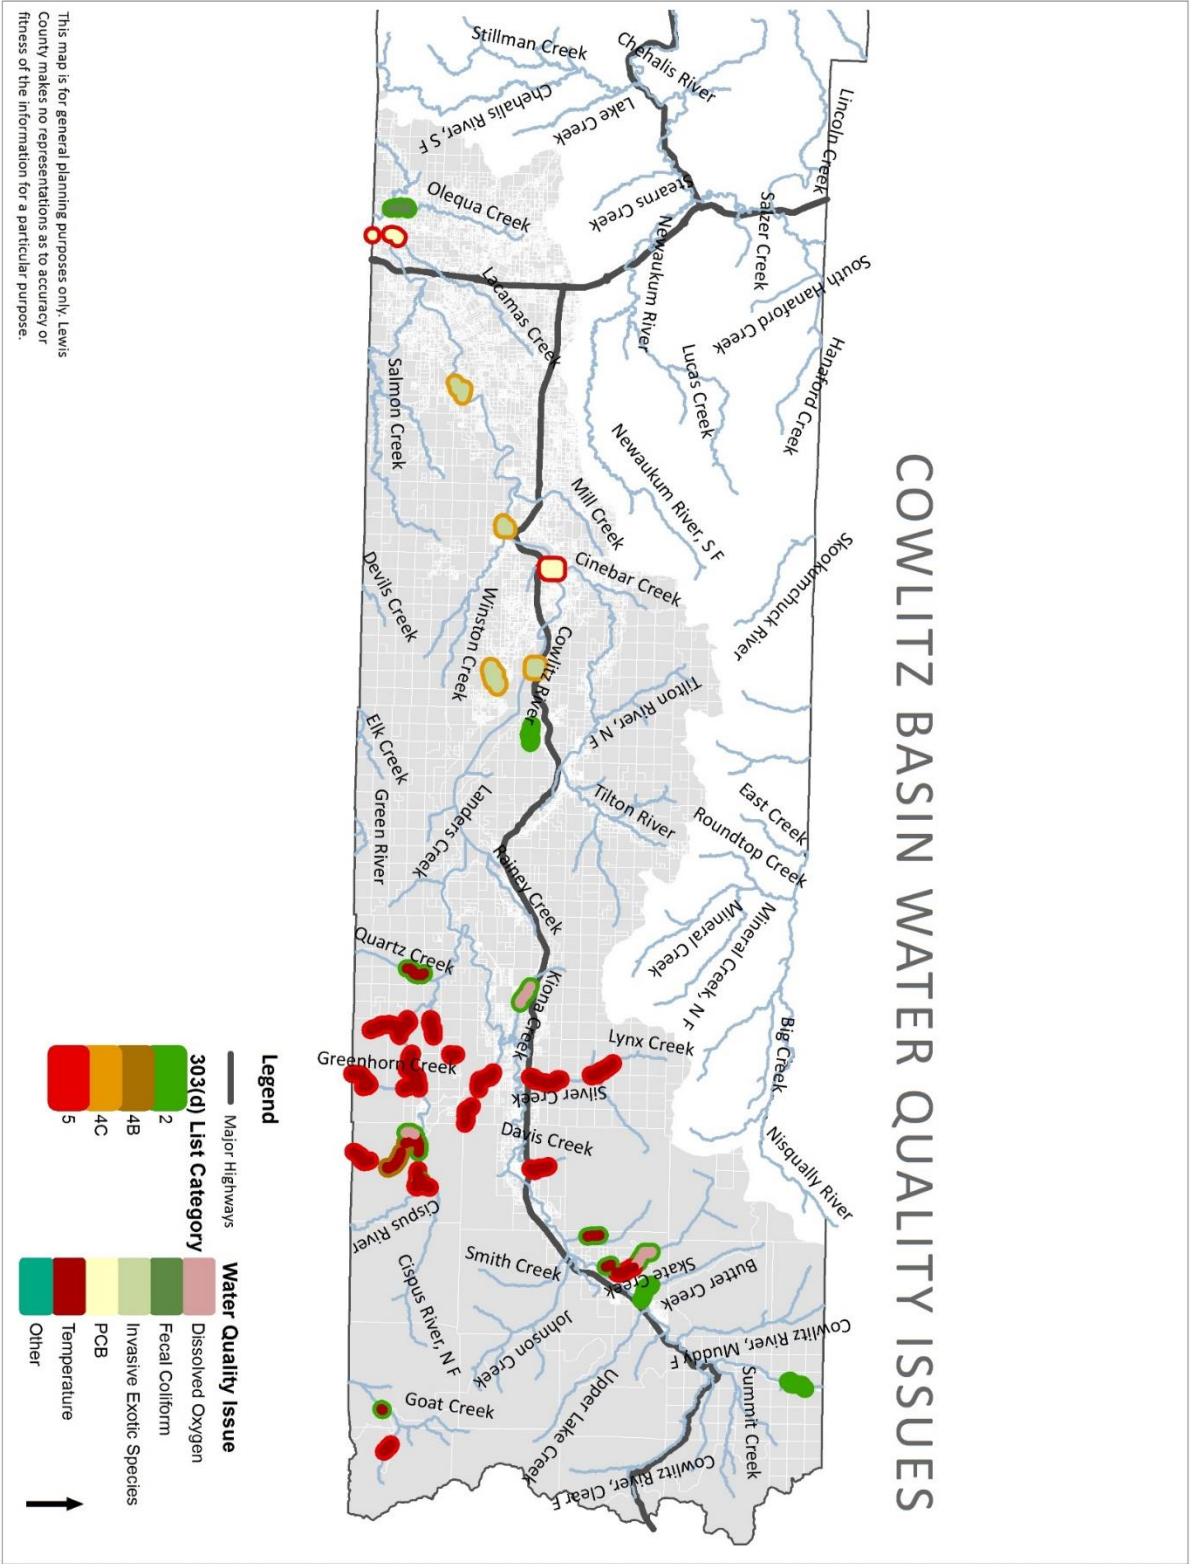 COWLITZ BASIN WATER QUALITY ISSUES
Lincoln Creek
Chehalis River
Stillman Creek
Chehalis River, S F
Lake Creek
Stearns Creek
Salzer Creek
South Hanaford Creek
Hanaford Creek
Olequa Creek
Newaukum River
Lucas Creek
Lacamas Creek
Salmon Creek
Newaukum River, S F
Mill Creek
Skookumchuck River
Cinebar Creek
Devils Creek
Winston Creek
Cowlitz River
Tilton River, N F
Tilton River
East Creek
Roundtop Creek
Elk Creek
Green River
Landers Creek
Rainey Creek
Mineral Creek
Mineral Creek, N F
Quartz Creek
Kiona Creek
Big Creek
Lynx Creek
Greenhorn Creek
Silver Creek
Davis Creek
Nisqually River
Cispus River
Cispus River, N F
Smith Creek
Skate Creek
Butter Creek
Johnson Creek
Cowlitz River, Muddy F
Upper Lake Creek
Summit Creek
Goat Creek
Cowlitz River, Clear F
Legend
Major Highways
303(d) List Category
2
4B
4C
5
Water Quality Issue
Dissolved Oxygen
Fecal Coliform
Invasive Exotic Species
PCB
Temperature
Other
This map is for general planning purposes only. Lewis
County makes no representations as to accuracy or
fitness of the information for a particular purpose.